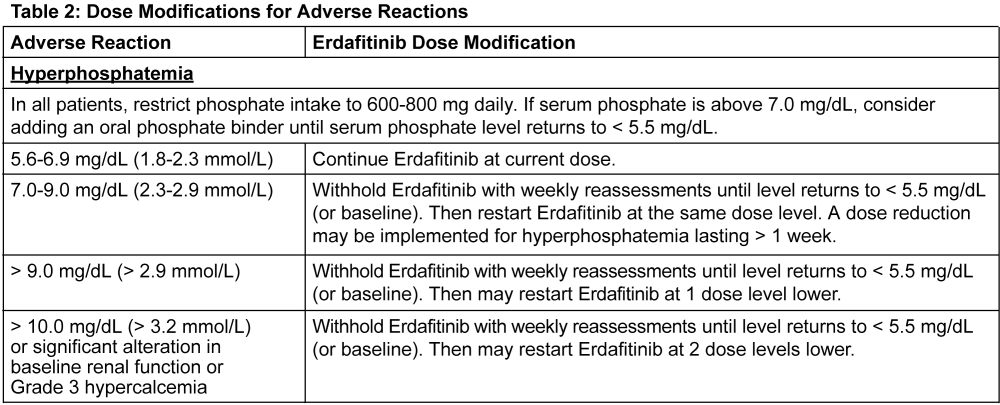 Table 2: Dose Modifications for Adverse Reactions
Adverse Reaction
Erdafitinib Dose Modification
Hyperphosphatemia
In all patients, restrict phosphate intake to 600-800 mg daily. If serum phosphate is above 7.0 mg/dL, consider
adding an oral phosphate binder until serum phosphate level returns to < 5.5 mg/dL.
5.6-6.9 mg/dL (1.8-2.3 mmol/L)
Continue Erdafitinib at current dose.
7.0-9.0 mg/dL (2.3-2.9 mmol/L)
Withhold Erdafitinib with weekly reassessments until level returns to < 5.5 mg/dL
(or baseline). Then restart Erdafitinib at the same dose level. A dose reduction
may be implemented for hyperphosphatemia lasting > 1 week.
> 9.0 mg/dL (> 2.9 mmol/L)
Withhold Erdafitinib with weekly reassessments until level returns to < 5.5 mg/dL
(or baseline). Then may restart Erdafitinib at 1 dose level lower.
> 10.0 mg/dL (> 3.2 mmol/L)
or significant alteration in
baseline renal function or
Grade 3 hypercalcemia
Withhold Erdafitinib with weekly reassessments until level returns to < 5.5 mg/dL
(or baseline). Then may restart Erdafitinib at 2 dose levels lower.